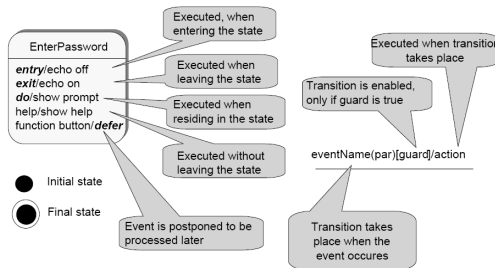 Executed, when
entering the state
EnterPassword
entry/echo off
exit/echo on
do/show prompt
help/show help
function button/defer
Executed when
leaving the state
Executed when
residing in the state
Executed without
leaving the state
Initial state
Final state
Event is postponed to be
processed later
Executed when transition
takes place
Transition is enabled,
only if guard is true
eventName(par)[guard]/action
Transition takes
place when the
event occures